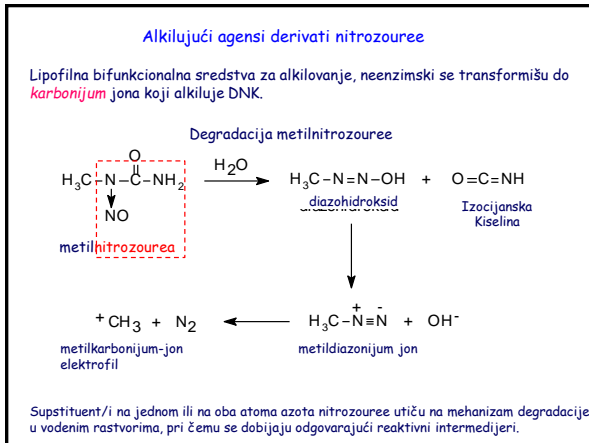 Alkilujući agensi derivati nitrozouree
Lipofilna bifunkcionalna sredstva za alkilovanje, neenzimski se transformišu do
karbonijum jona koji alkiluje DNK.
Degradacija metilnitrozouree
O
H₃C-N-C-NH₂
NO
H₂O
H₃C-N=N-OH + O=C=NH
metilnitrozourea
diazohidroksid
Izocijanska
Kiselina
⁺CH₃ + N₂
H₃C-N≡N + OH⁻
+ -
metilkarbonijum-jon
elektrofil
metildiazonijum jon
Supstituent/i na jednom ili na oba atoma azota nitrozouree utiču na mehanizam degradacije
u vodenim rastvorima, pri čemu se dobijaju odgovarajući reaktivni intermedijeri.